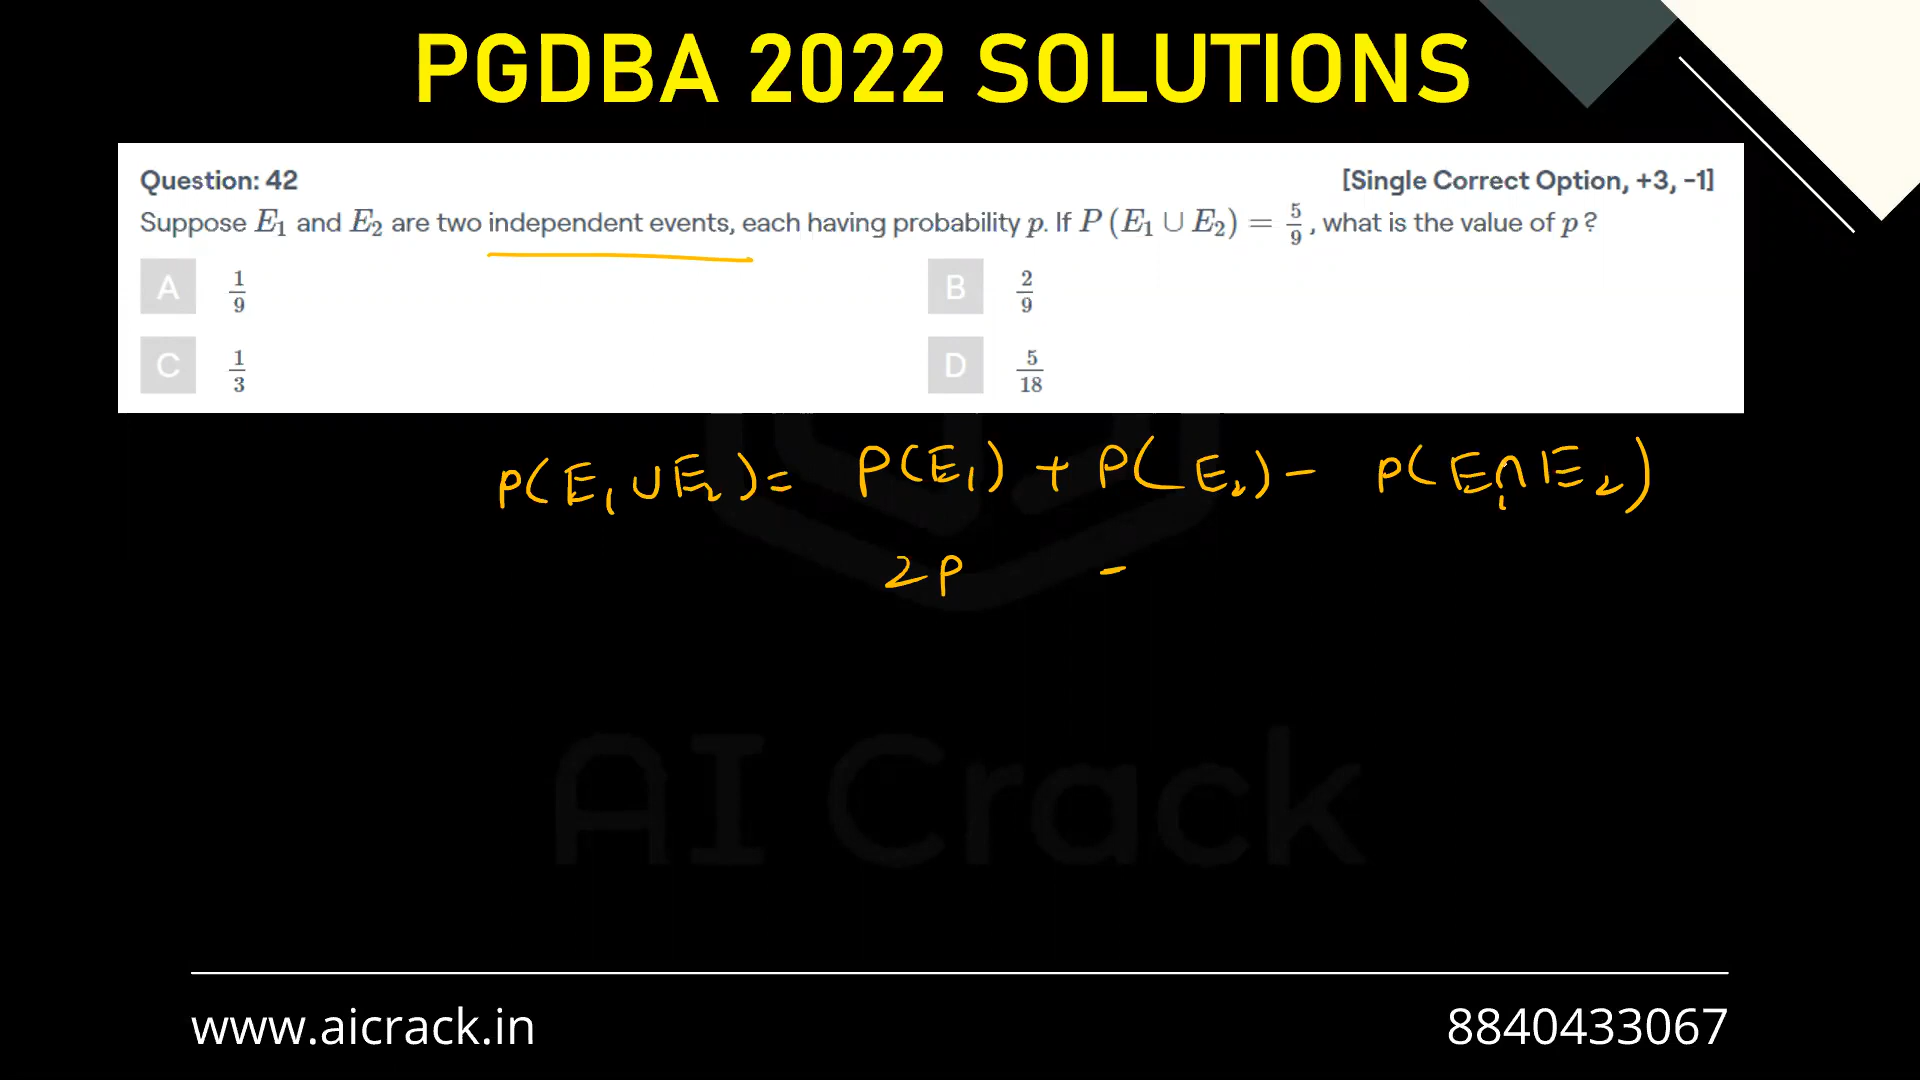 PGDBA 2022 SOLUTIONS
Question: 42 [Single Correct Option, +3, -1]
Suppose E₁ and E₂ are two independent events, each having probability p. If P (E₁ ∪ E₂) = 5/9, what is the value of p?
A 1/9 B 2/9
C 1/3 D 5/18
P(E₁ ∪ E₂) = P(E₁) + P(E₂) - P(E₁ ∩ E₂)
2P -
AI Crack
www.aicrack.in 8840433067